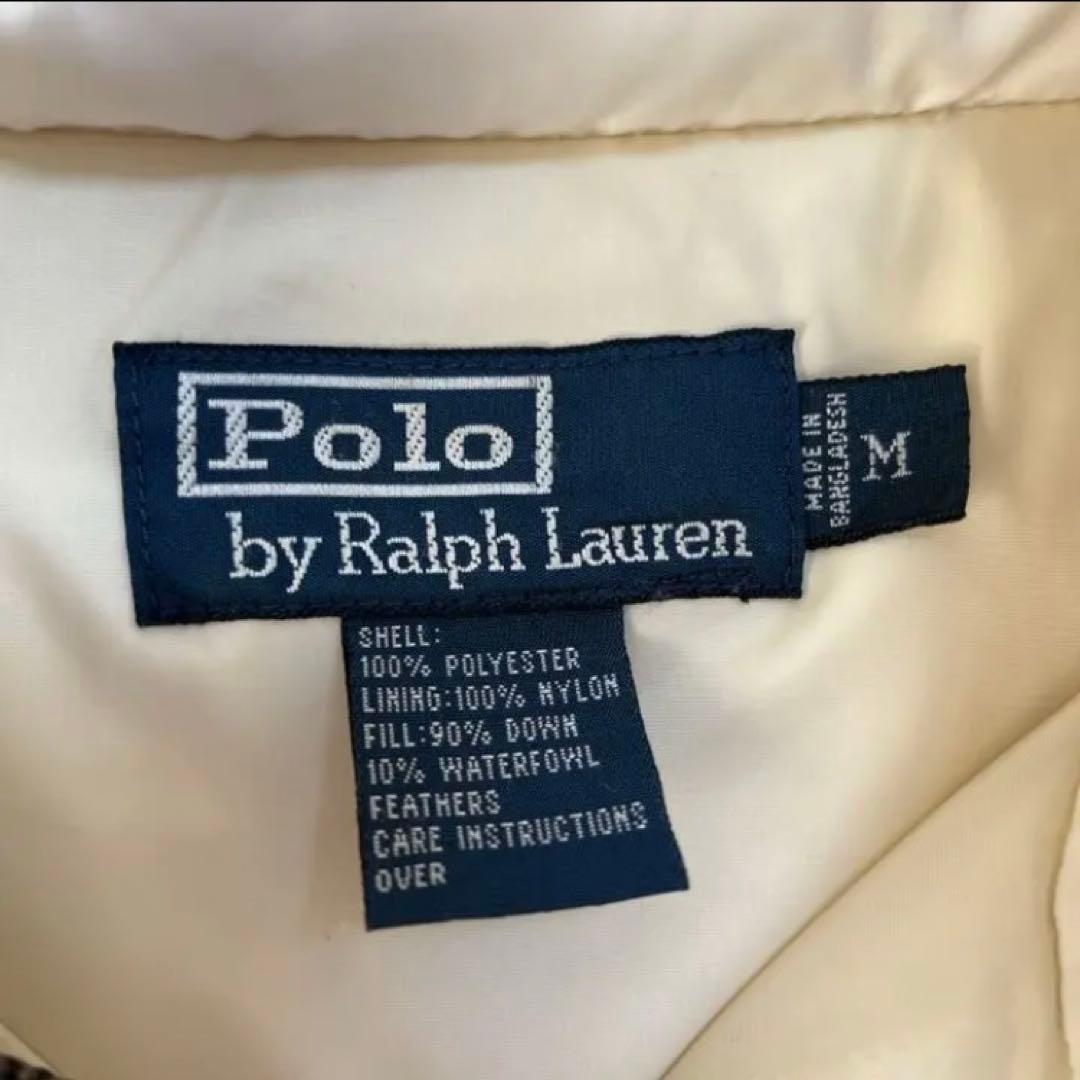 Polo
by Ralph Lauren
MADE IN
BANGLADESH
M
SHELL:
100% POLYESTER
LINING:100% NYLON
FILL:90% DOWN
10% WATERFOWL
FEATHERS
CARE INSTRUCTIONS
OVER